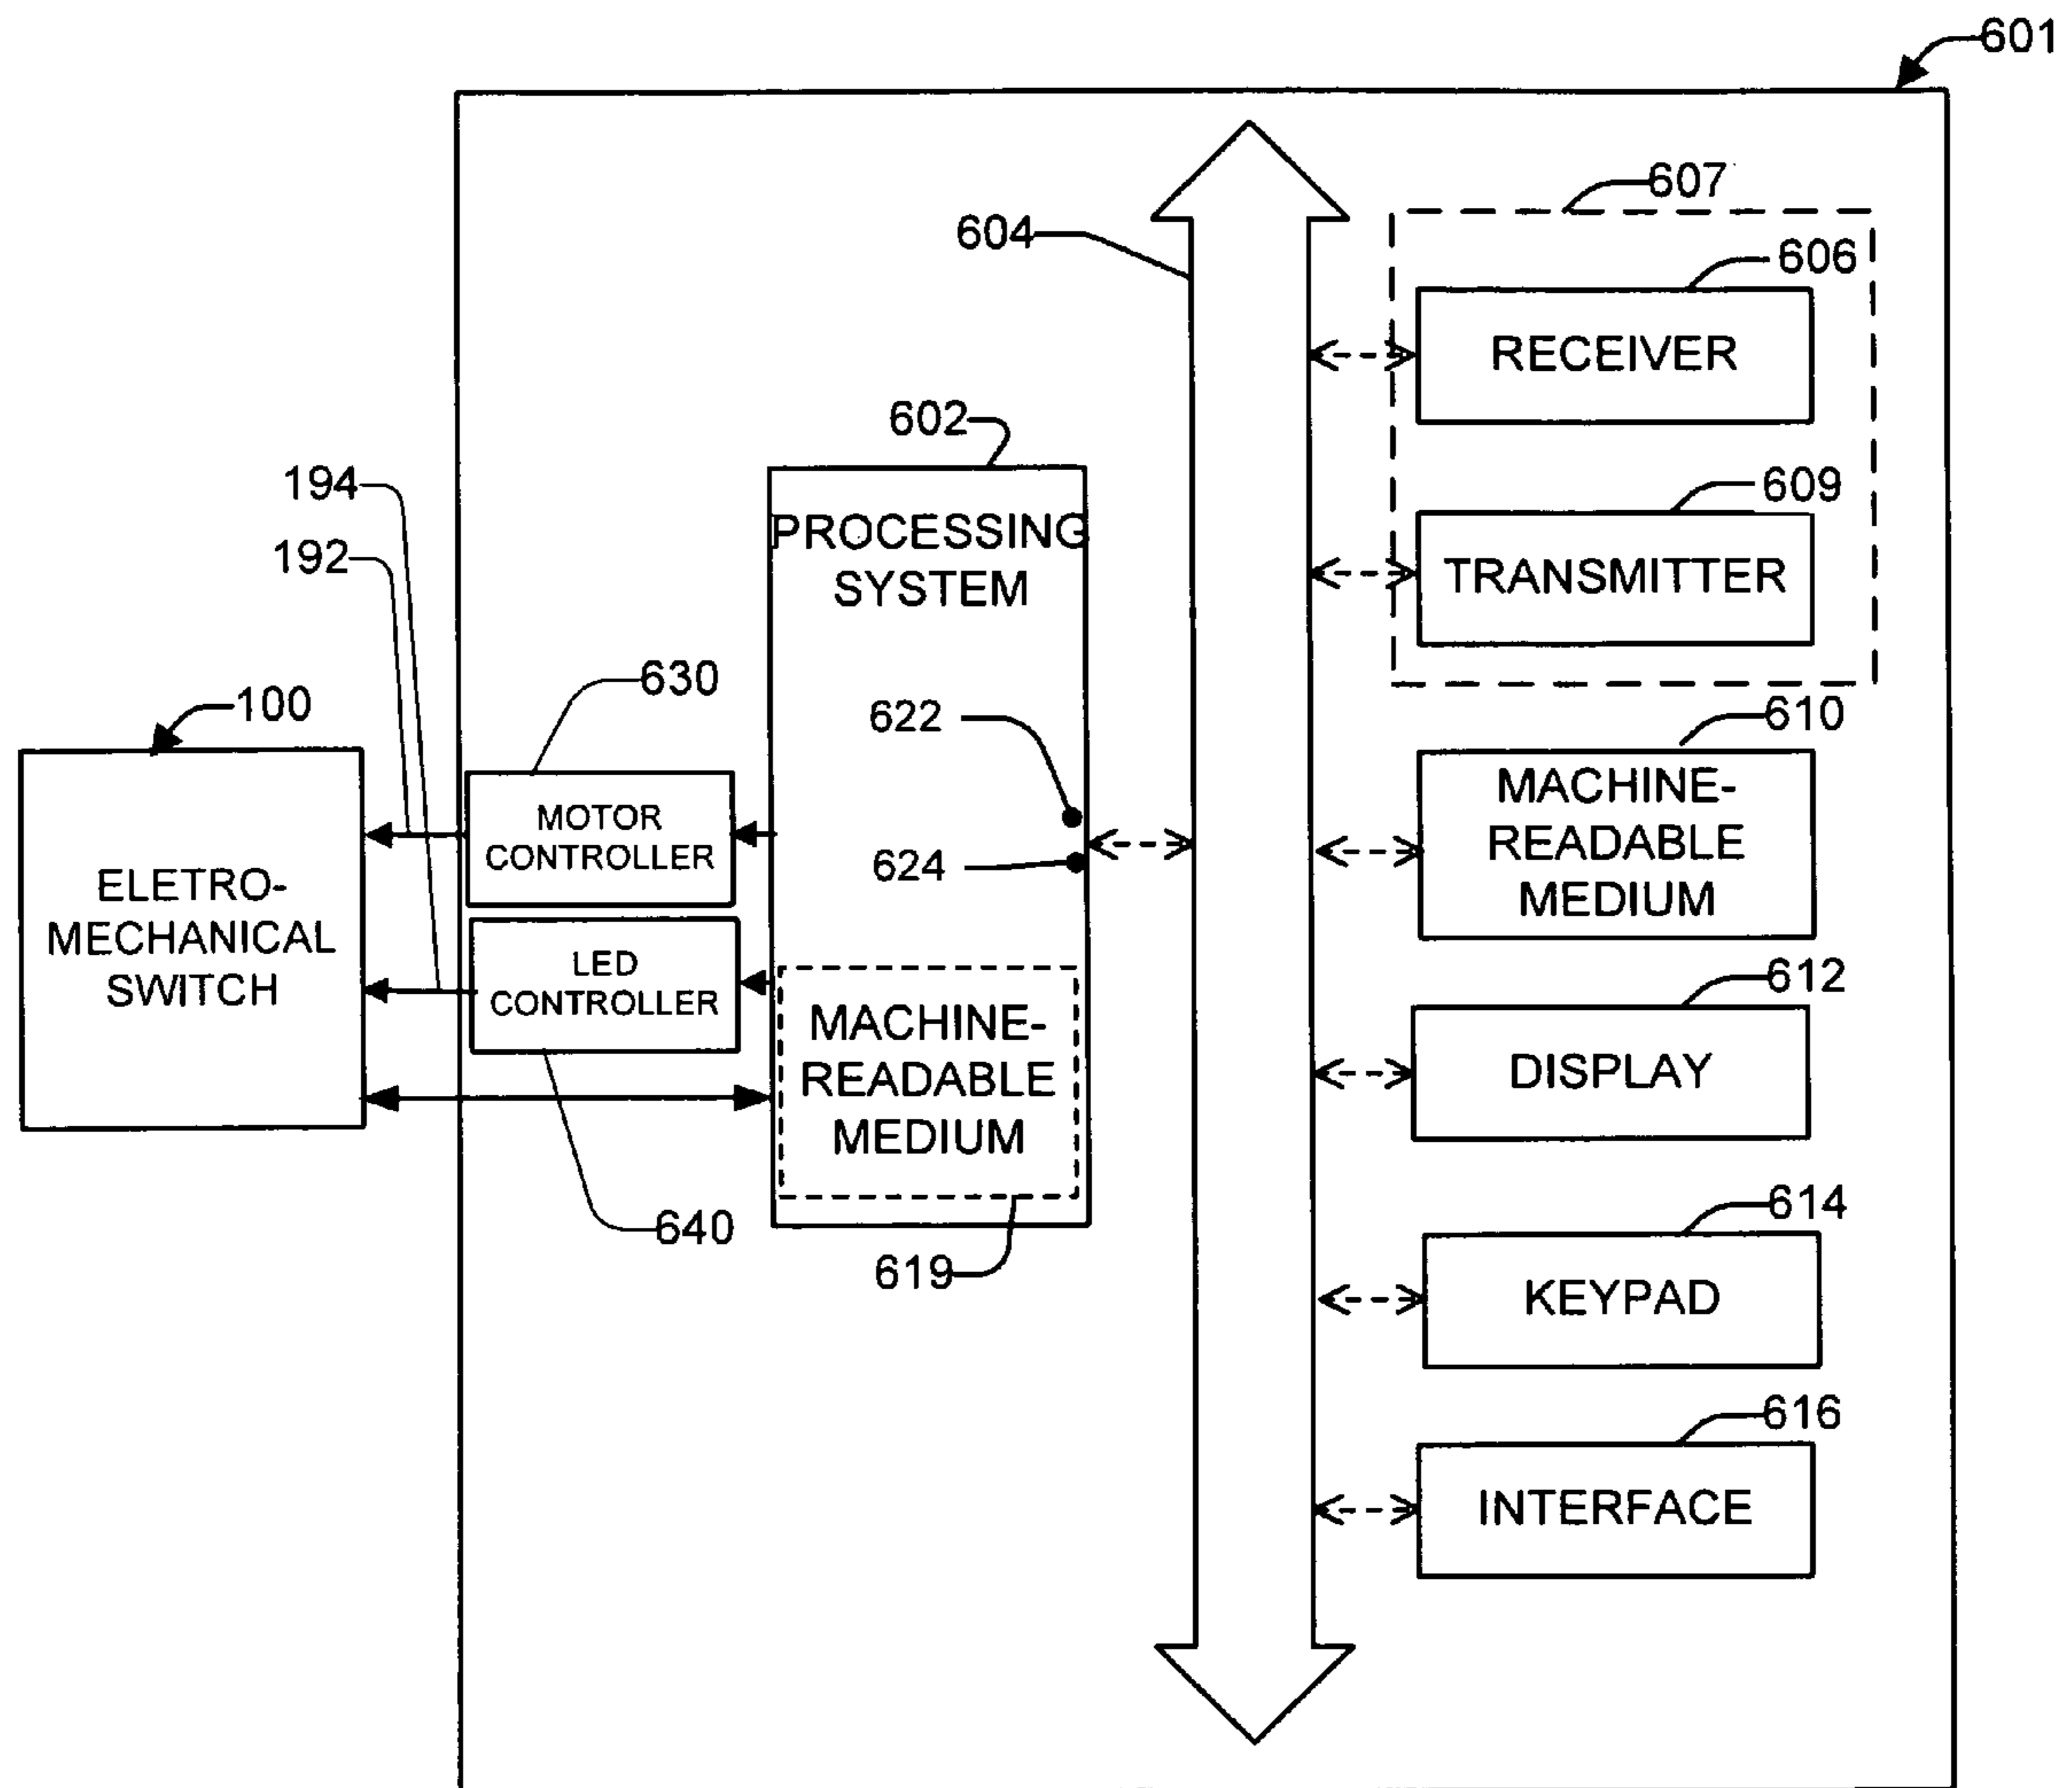 601
607
604
606
RECEIVER
602
194
609
192
PROCESSING
SYSTEM
TRANSMITTER
630
100
622
610
MOTOR
CONTROLLER
MACHINE-
READABLE
MEDIUM
624
ELETRO-
MECHANICAL
SWITCH
LED
CONTROLLER
612
MACHINE-
READABLE
MEDIUM
DISPLAY
640
619
614
KEYPAD
616
INTERFACE